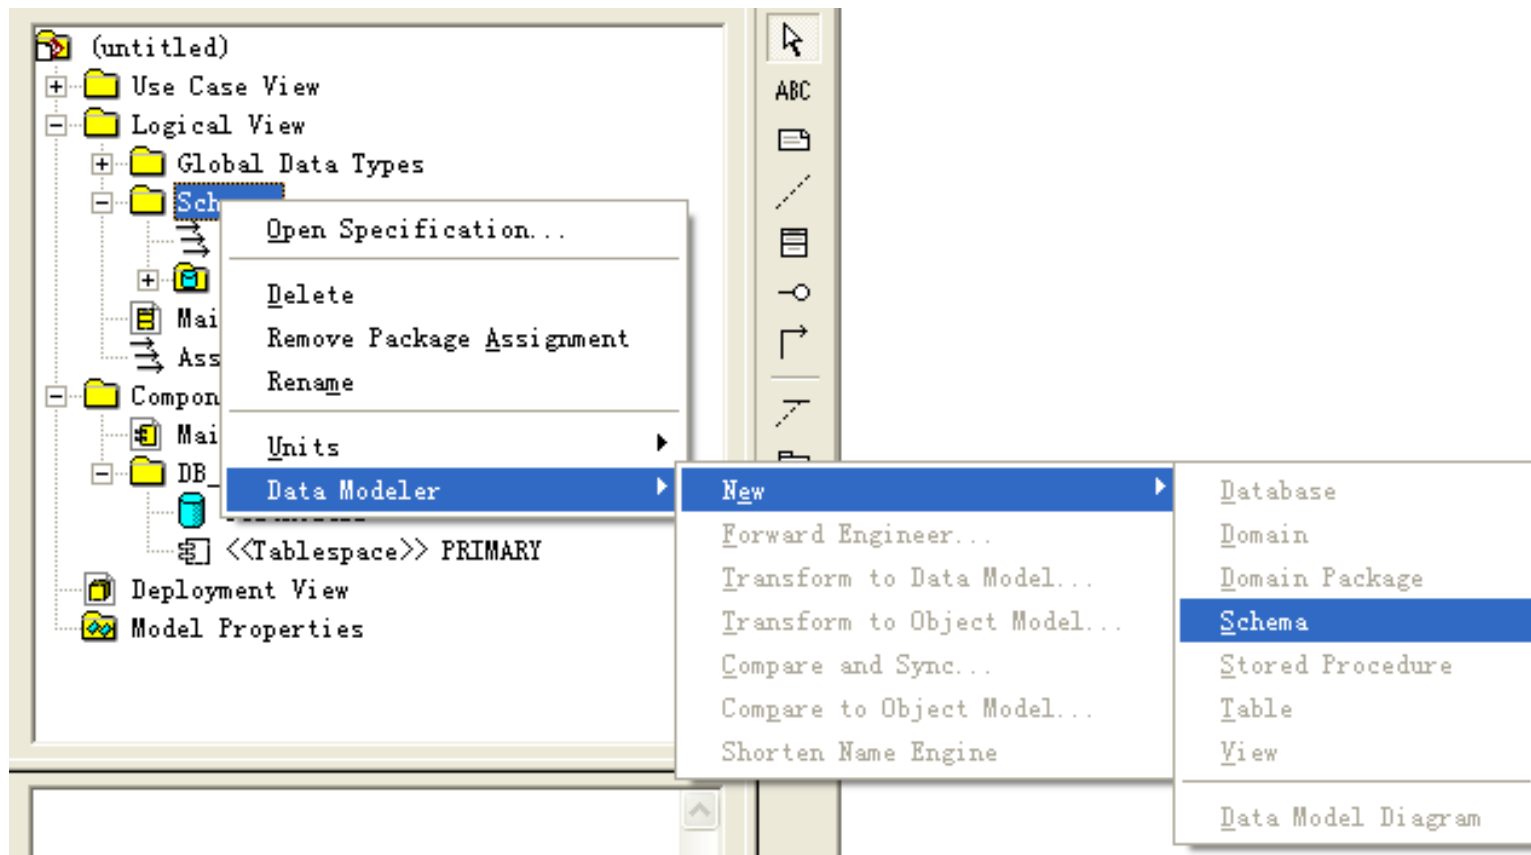 (untitled)
Use Case View
Logical View
Global Data Types
Sch
Open Specification...
Delete
Mai
Remove Package Assignment
Ass
Rename
Compon
Mai
Units
DB_
Data Modeler
<<Tablespace>> PRIMARY
Deployment View
Model Properties
ABC
New
Forward Engineer...
Transform to Data Model...
Transform to Object Model...
Compare and Sync...
Compare to Object Model...
Shorten Name Engine
Database
Domain
Domain Package
Schema
Stored Procedure
Table
View
Data Model Diagram